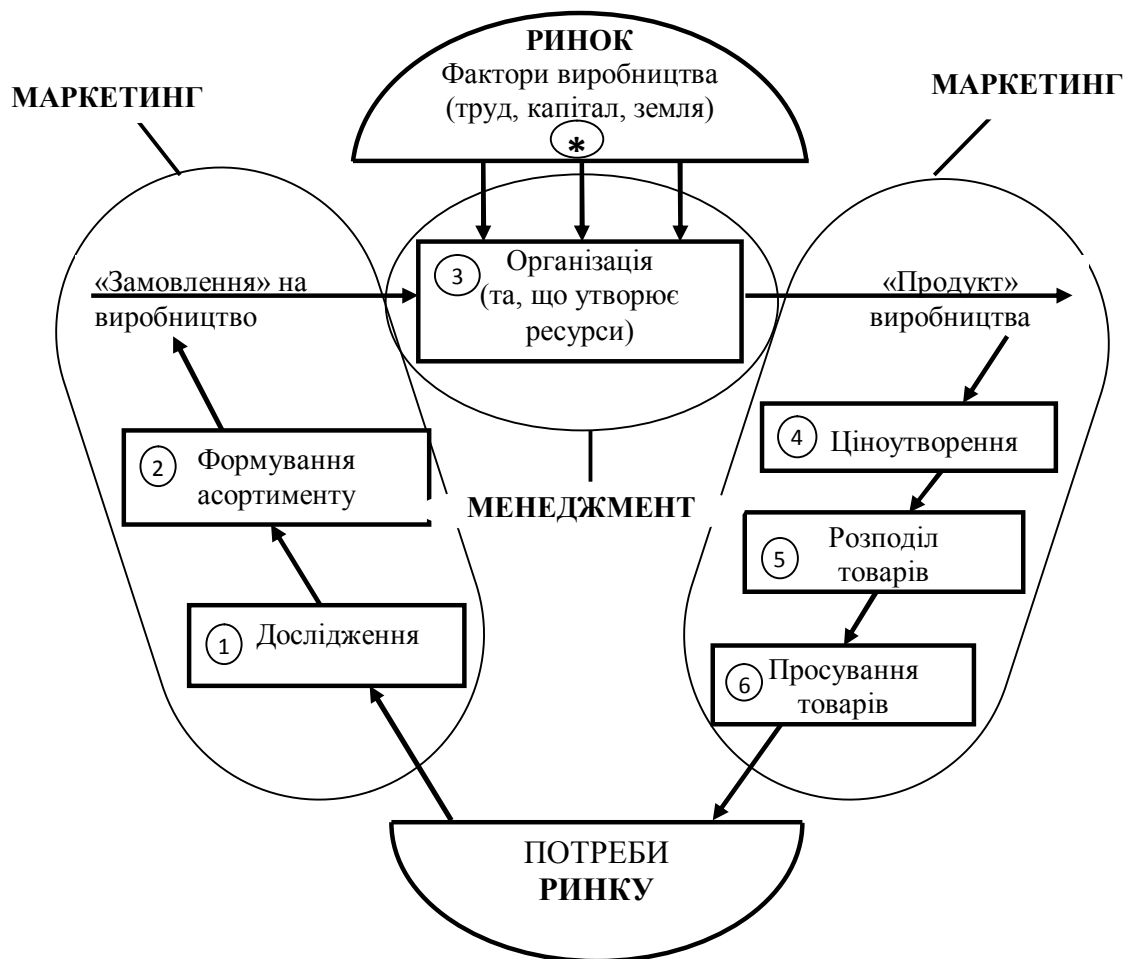 РИНОК
Фактори виробництва
(труд, капітал, земля)
*
МАРКЕТИНГ
МАРКЕТИНГ
«Замовлення» на
виробництво
3 Організація
(та, що утворює
ресурси)
«Продукт»
виробництва
2 Формування
асортименту
4 Ціноутворення
МЕНЕДЖМЕНТ
5 Розподіл
товарів
1 Дослідження
6 Просування
товарів
ПОТРЕБИ
РИНКУ